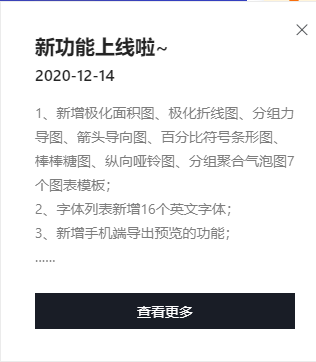 新功能上线啦~
2020-12-14
1、新增极化面积图、极化折线图、分组力
导图、箭头导向图、百分比符号条形图、
棒棒糖图、纵向哑铃图、分组聚合气泡图7
个图表模板；
2、字体列表新增16个英文字体；
3、新增手机端导出预览的功能；
......
查看更多